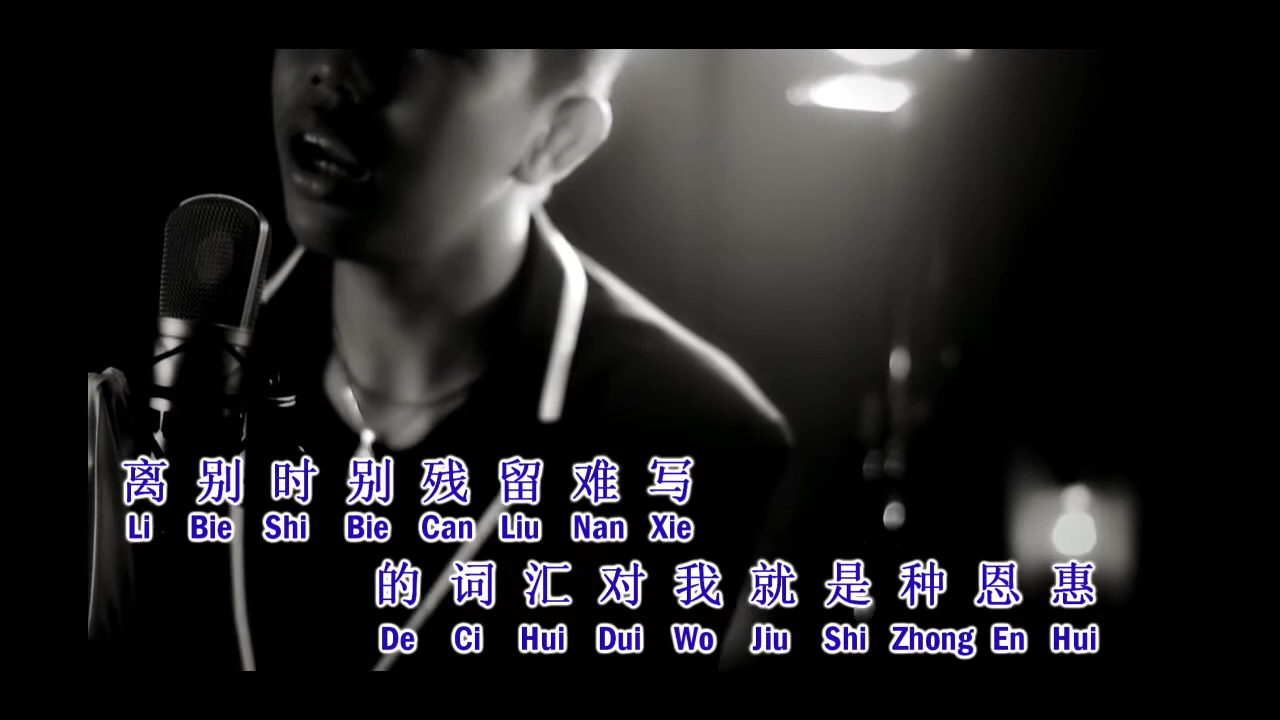 离 别 时 别 残 留 难 写
Li Bie Shi Bie Can Liu Nan Xie
的 词 汇 对 我 就 是 种 恩 惠
De Ci Hui Dui Wo Jiu Shi Zhong En Hui